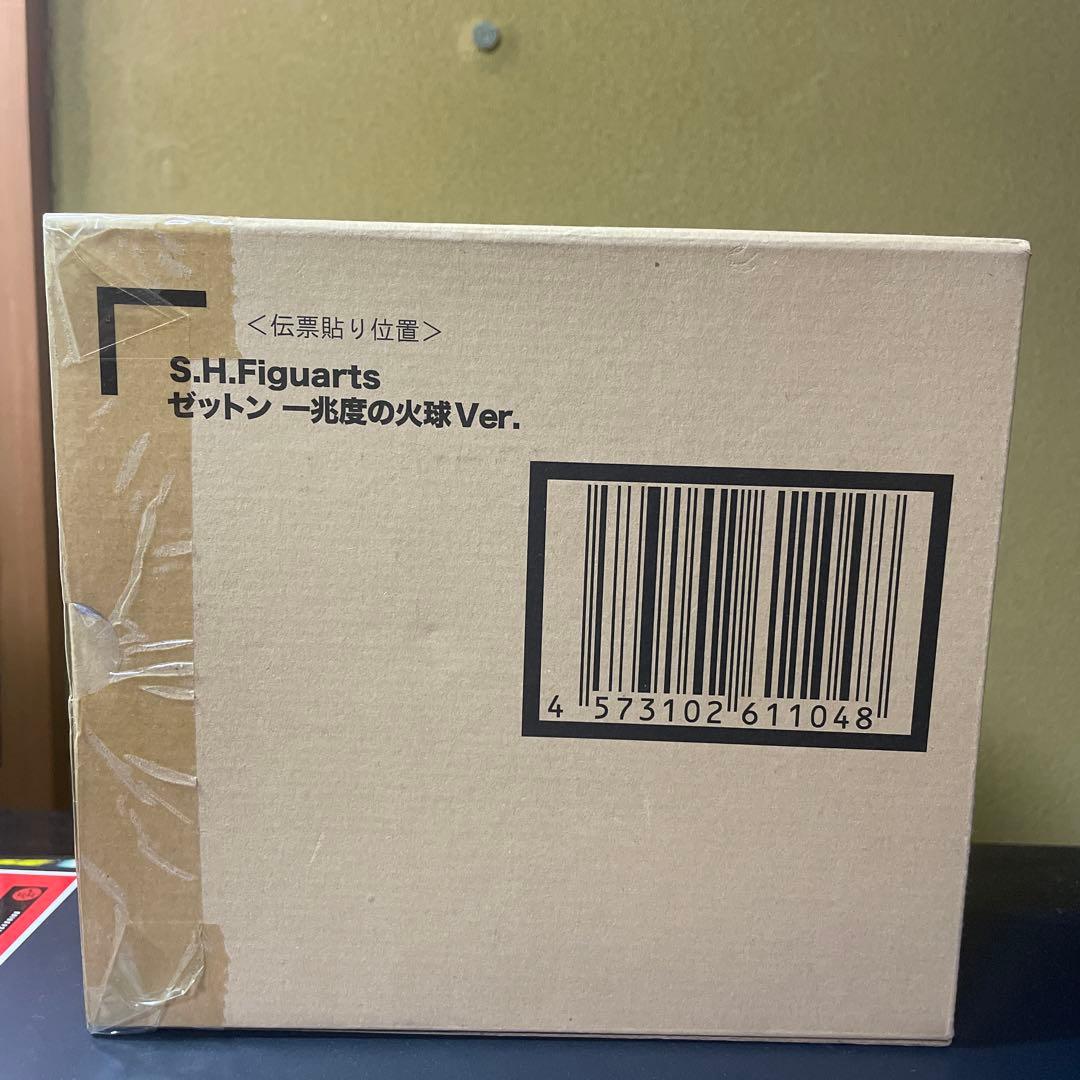 ＜伝票貼り位置＞
S.H.Figuarts
ゼットン 一兆度の火球Ver.
4 573102 611048